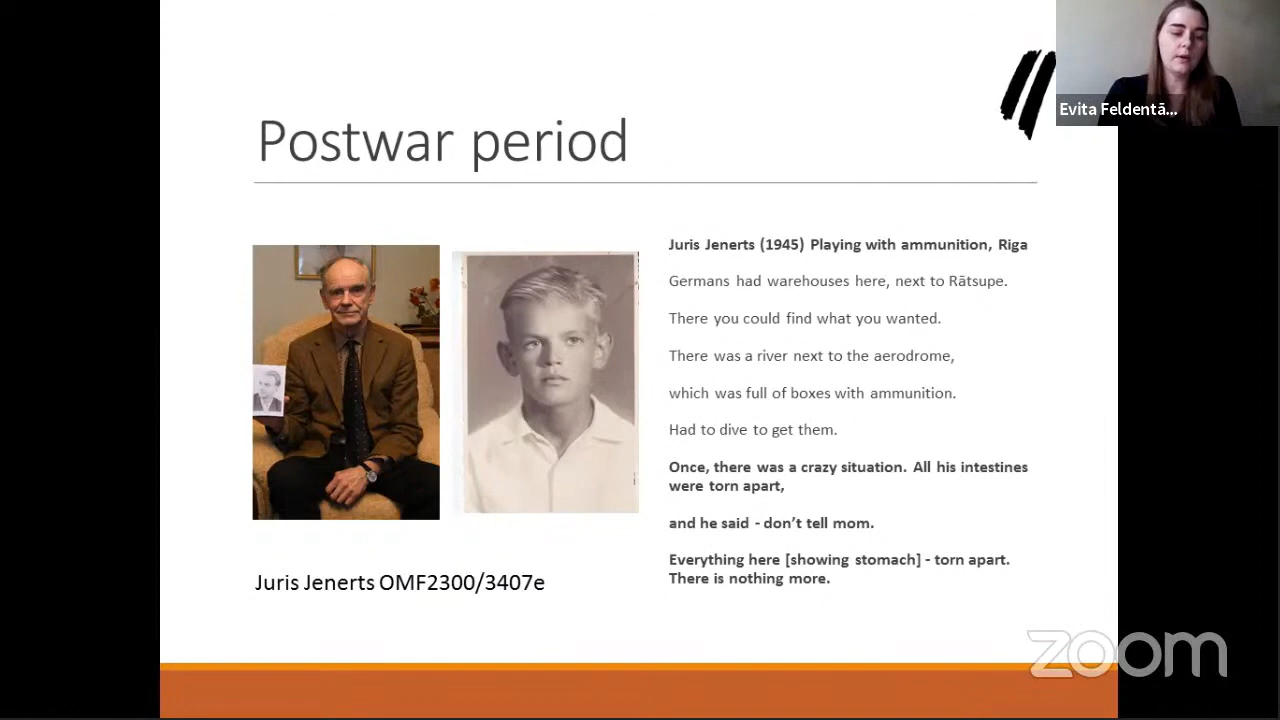 Evita Feldentā...
Postwar period
Juris Jenerts (1945) Playing with ammunition, Riga
Germans had warehouses here, next to Rātsupe.
There you could find what you wanted.
There was a river next to the aerodrome,
which was full of boxes with ammunition.
Had to dive to get them.
Once, there was a crazy situation. All his intestines
were torn apart,
and he said - don’t tell mom.
Everything here [showing stomach] - torn apart.
There is nothing more.
Juris Jenerts OMF2300/3407e
zoom